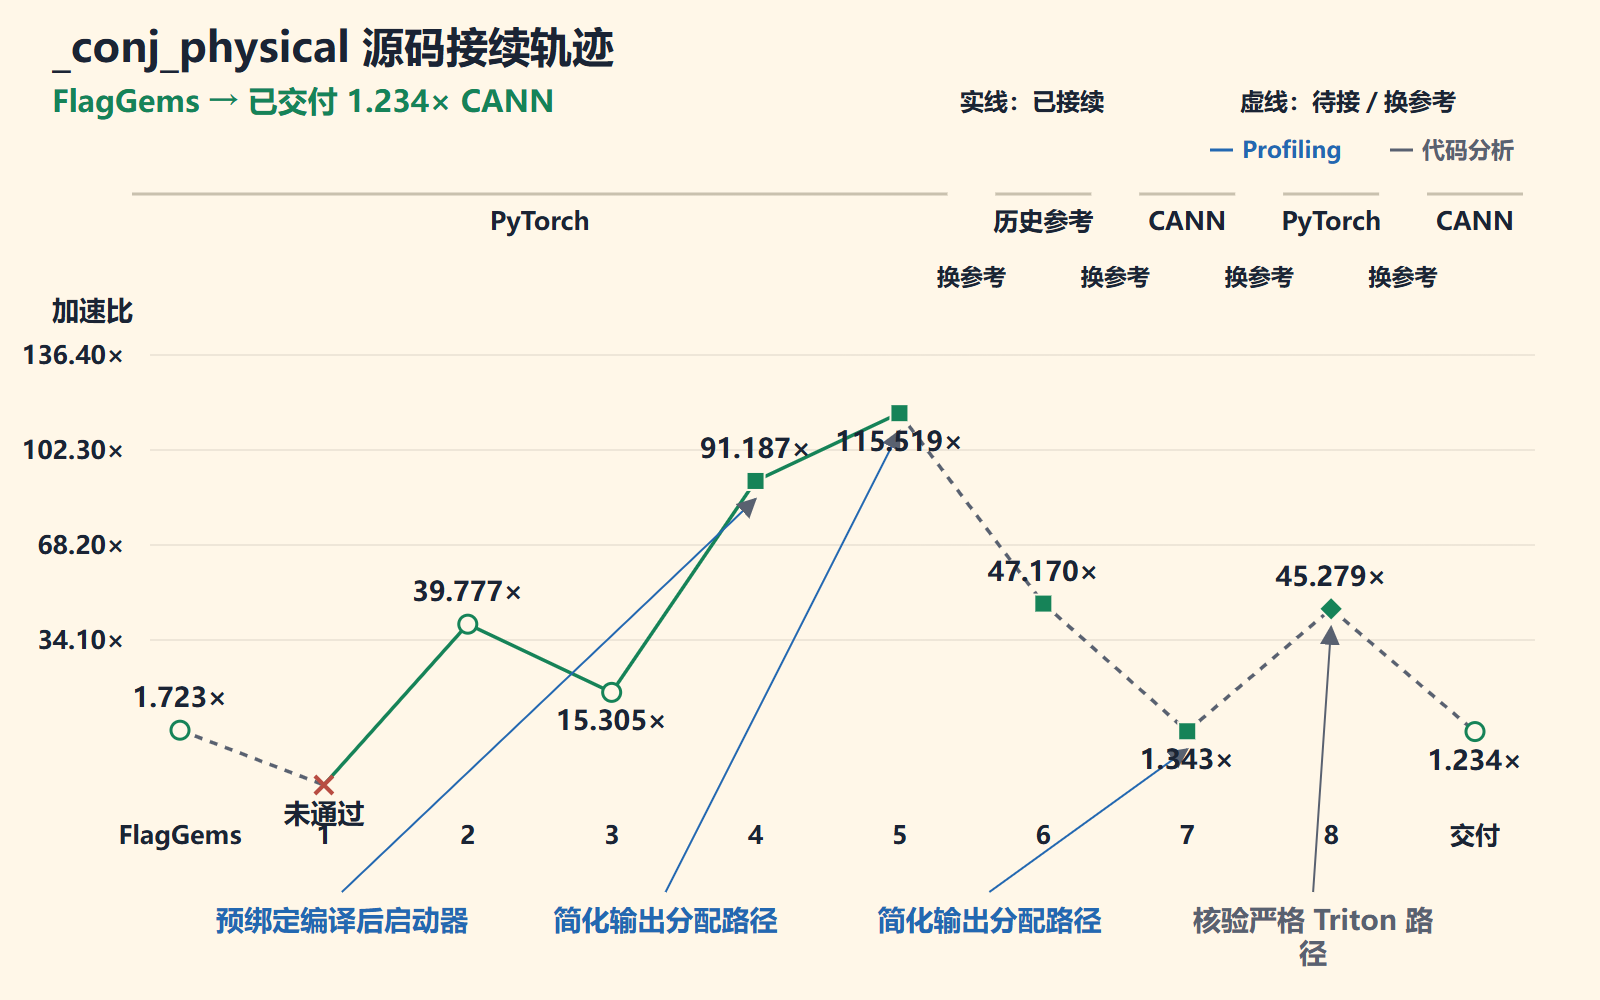 _conj_physical 源码接续轨迹
FlagGems → 已交付 1.234× CANN
实线：已接续
虚线：待接 / 换参考
Profiling
代码分析
PyTorch
历史参考
CANN
PyTorch
CANN
换参考
换参考
换参考
换参考
加速比
136.40×
102.30×
68.20×
34.10×
1.723×
未通过
39.777×
15.305×
91.187×
115.519×
47.170×
1.343×
45.279×
1.234×
FlagGems
1
2
3
4
5
6
7
8
交付
预绑定编译后启动器
简化输出分配路径
简化输出分配路径
核验严格 Triton 路
径